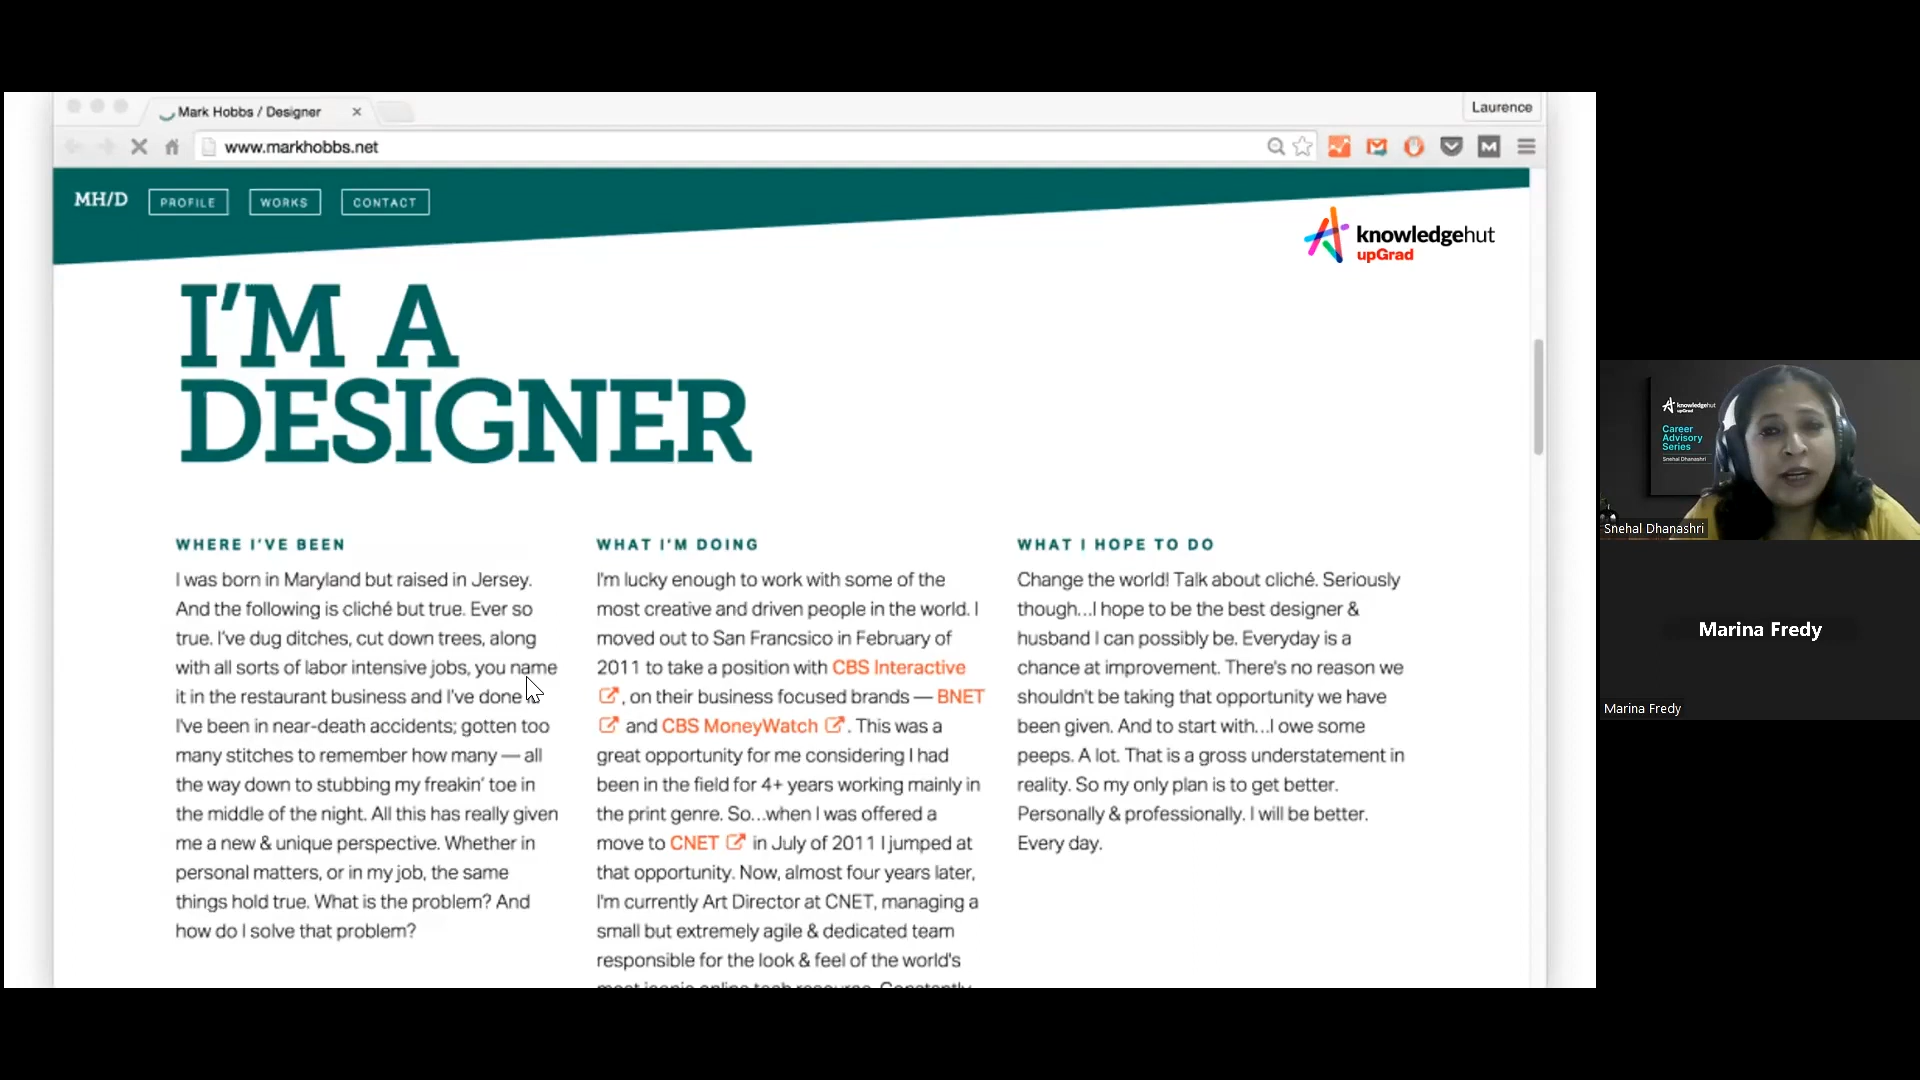 Mark Hobbs / Designer
Laurence
www.markhobbs.net
MH/D
PROFILE
WORKS
CONTACT
knowledgehut
upGrad
I'M A
DESIGNER
WHERE I'VE BEEN
I was born in Maryland but raised in Jersey.
And the following is cliché but true. Ever so
true. I've dug ditches, cut down trees, along
with all sorts of labor intensive jobs, you name
it in the restaurant business and I've done
I've been in near-death accidents; gotten too
many stitches to remember how many — all
the way down to stubbing my freakin' toe in
the middle of the night. All this has really given
me a new & unique perspective. Whether in
personal matters, or in my job, the same
things hold true. What is the problem? And
how do I solve that problem?
WHAT I'M DOING
I'm lucky enough to work with some of the
most creative and driven people in the world. I
moved out to San Francsico in February of
2011 to take a position with CBS Interactive
, on their business focused brands — BNET
and CBS MoneyWatch . This was a
great opportunity for me considering I had
been in the field for 4+ years working mainly in
the print genre. So...when I was offered a
move to CNET in July of 2011 I jumped at
that opportunity. Now, almost four years later,
I'm currently Art Director at CNET, managing a
small but extremely agile & dedicated team
responsible for the look & feel of the world's
WHAT I HOPE TO DO
Change the world! Talk about cliché. Seriously
though...I hope to be the best designer &
husband I can possibly be. Everyday is a
chance at improvement. There's no reason we
shouldn't be taking that opportunity we have
been given. And to start with...I owe some
peeps. A lot. That is a gross understatement in
reality. So my only plan is to get better.
Personally & professionally. I will be better.
Every day.
knowledgehut
upGrad
Career
Advisory
Series
Snehal Dhanashri
Snehal Dhanashri
Marina Fredy
Marina Fredy